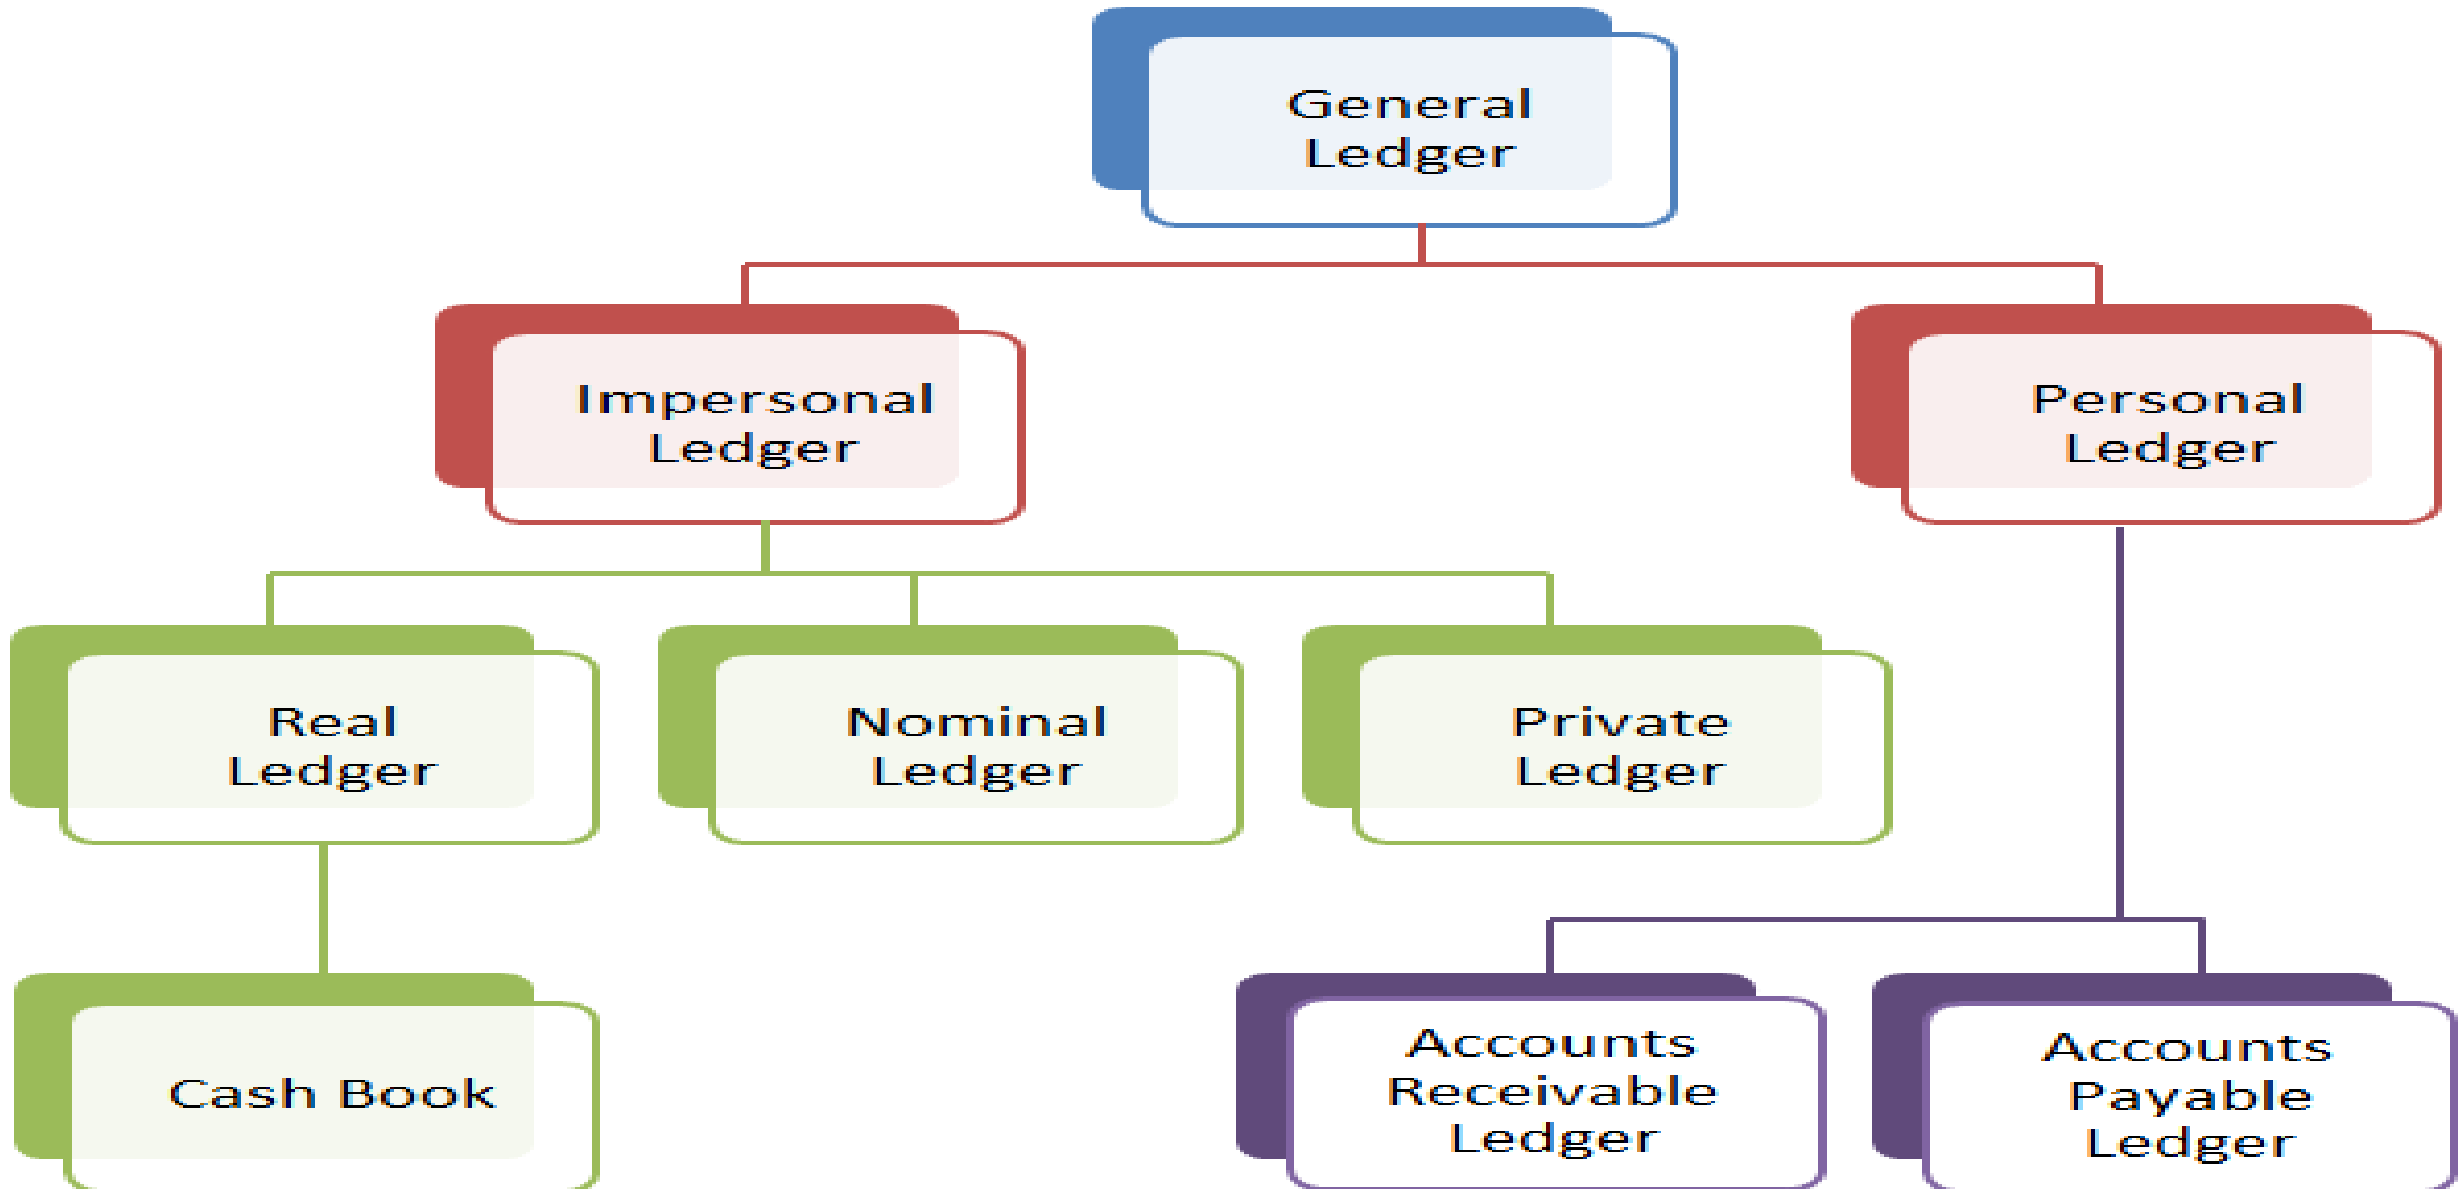 General
Ledger
Impersonal
Ledger
Personal
Ledger
Real
Ledger
Nominal
Ledger
Private
Ledger
Cash Book
Accounts
Receivable
Ledger
Accounts
Payable
Ledger